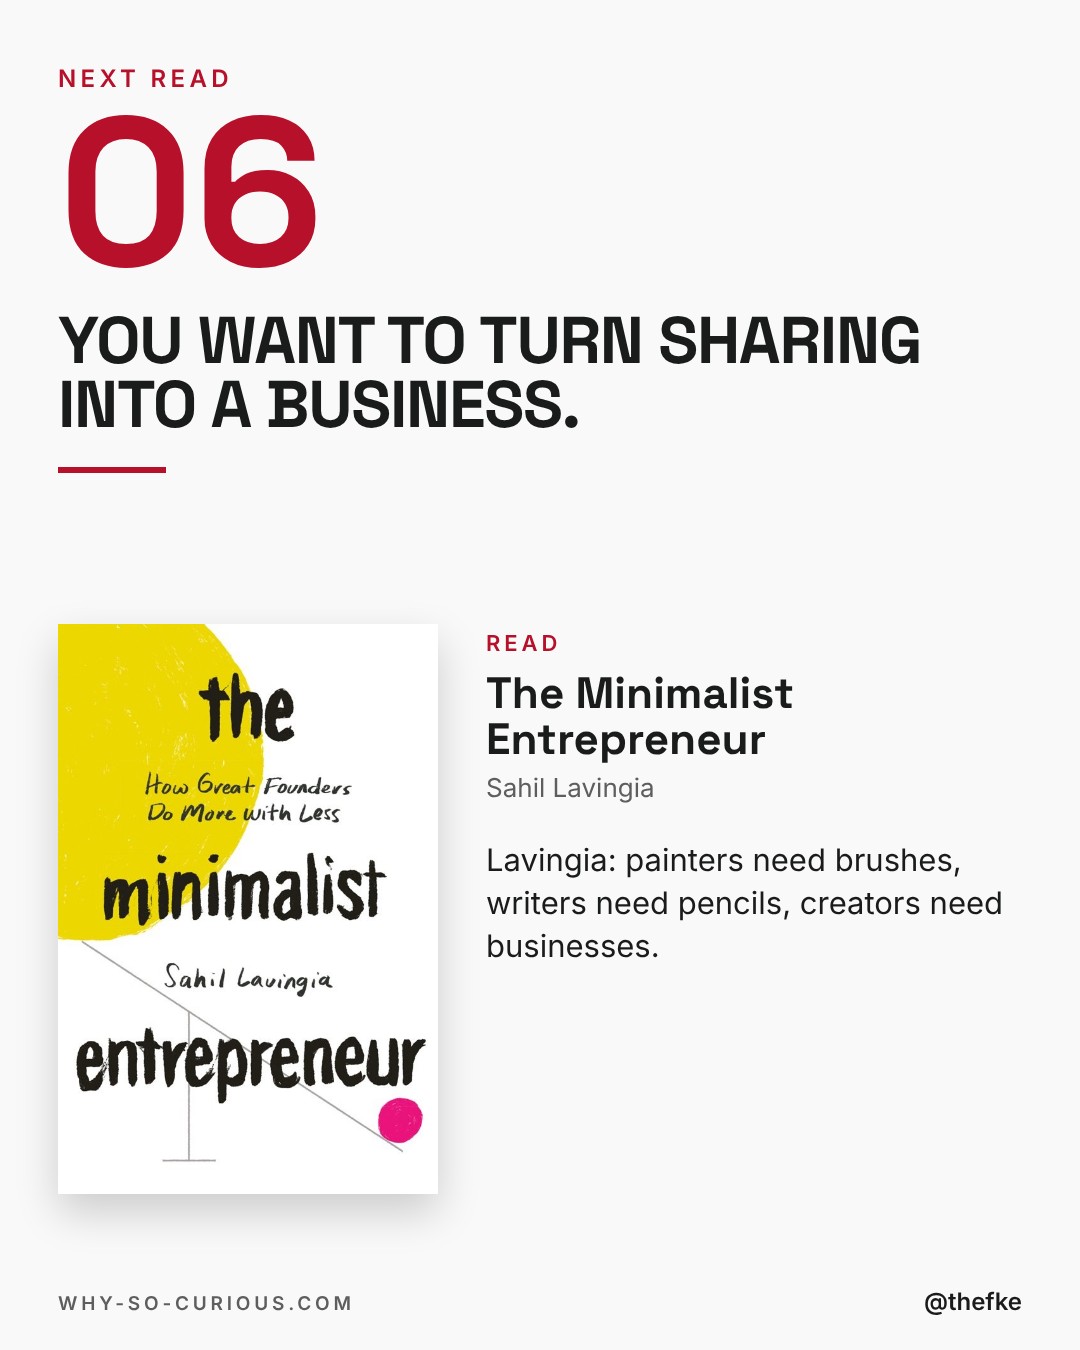 NEXT READ
06
YOU WANT TO TURN SHARING
INTO A BUSINESS.
the
How Great Founders
Do More with Less
minimalist
Sahil Lavingia
entrepreneur
READ
The Minimalist
Entrepreneur
Sahil Lavingia
Lavingia: painters need brushes,
writers need pencils, creators need
businesses.
WHY-SO-CURIOUS.COM
@thefke